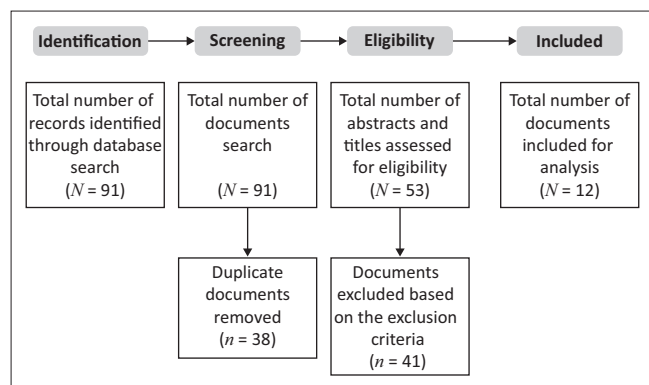 Identification
Screening
Eligibility
Included
Total number of
records identified
through database
search
(N = 91)
Total number of
documents
search
(N = 91)
Total number of
abstracts and
titles assessed
for eligibility
(N = 53)
Total number of
documents
included for
analysis
(N = 12)
Duplicate
documents
removed
(n = 38)
Documents
excluded based
on the exclusion
criteria
(n = 41)